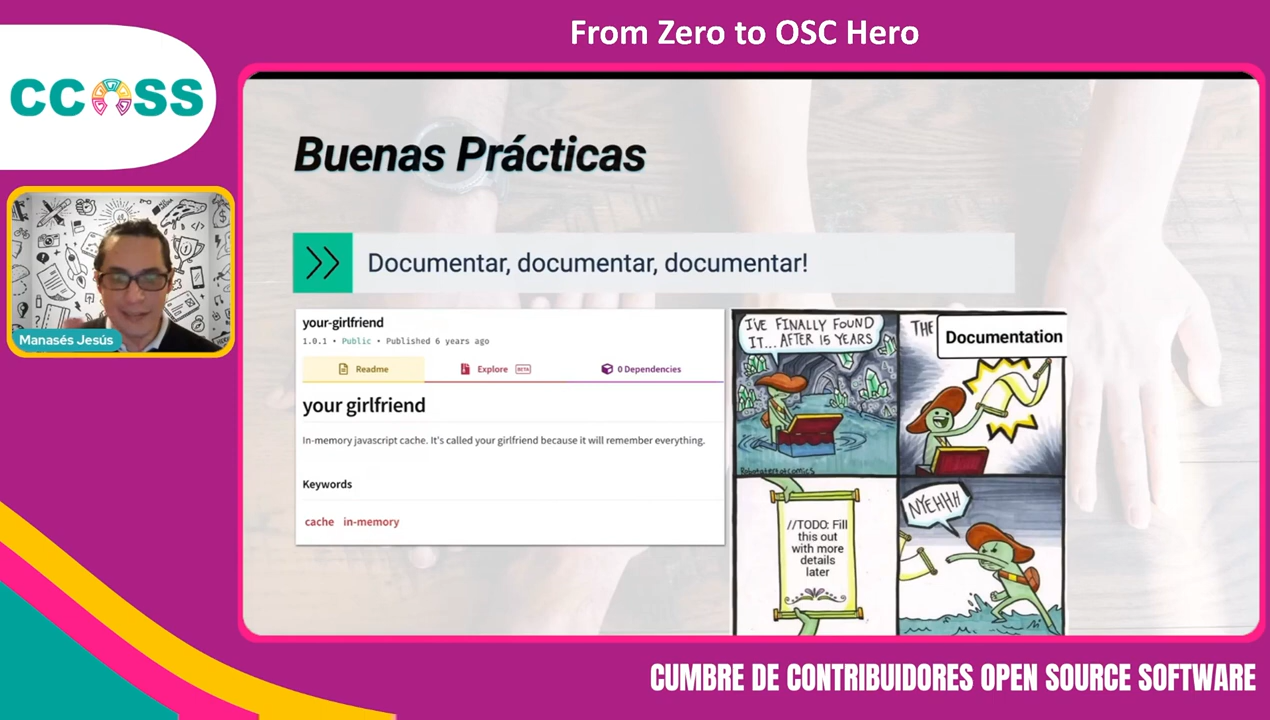 From Zero to OSC Hero
CCOSS
Manasés Jesús
Buenas Prácticas
Documentar, documentar, documentar!
your-girlfriend
1.0.1 • Public • Published 6 years ago
Readme
Explore BETA
0 Dependencies
your girlfriend
In-memory javascript cache. It's called your girlfriend because it will remember everything.
Keywords
cache in-memory
I'VE FINALLY FOUND
IT... AFTER 15 YEARS
Robotatertotcomics
THE
Documentation
//TODO: Fill
this out
with more
details
later
NYEHHH
CUMBRE DE CONTRIBUIDORES OPEN SOURCE SOFTWARE